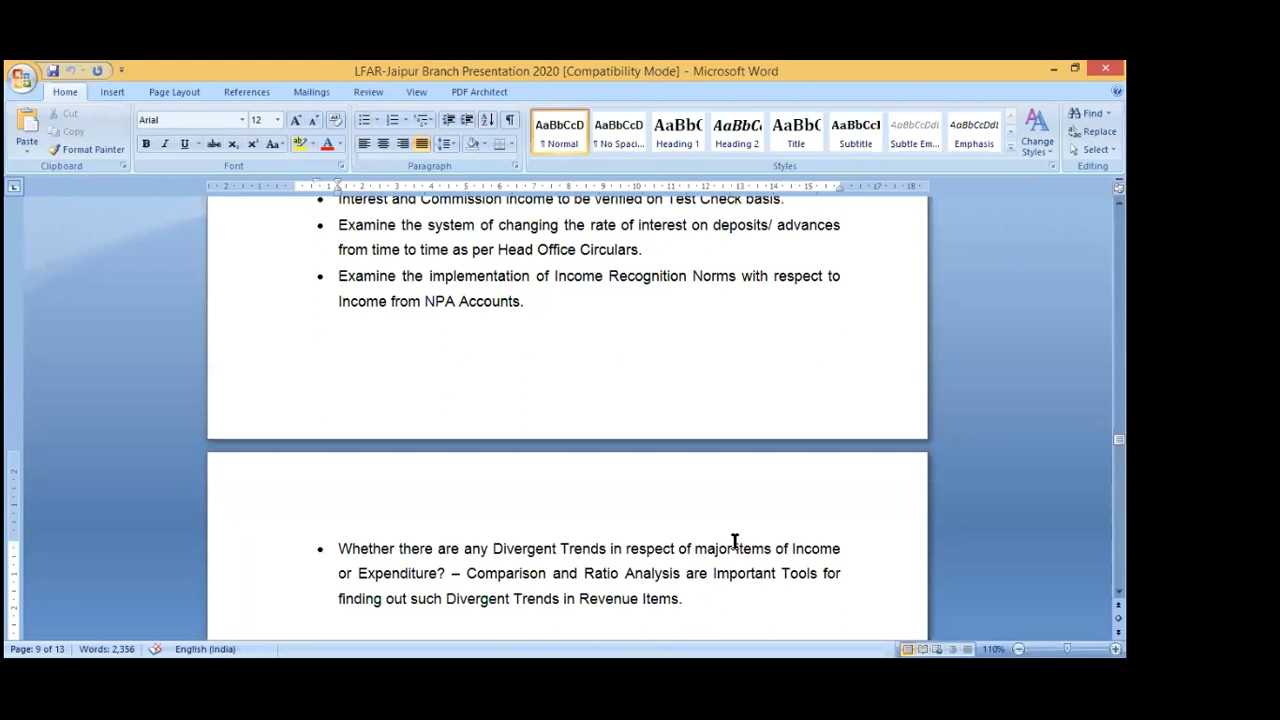 LFAR-Jaipur Branch Presentation 2020 [Compatibility Mode] - Microsoft Word
Home Insert Page Layout References Mailings Review View PDF Architect
Paste
Cut
Copy
Format Painter
Clipboard
Arial 12
Font
Paragraph
AaBbCcD AaBbCcD AaBbC AaBbC AaBb( AaBbCcI AaBbCcDd AaBbCcDd
¶ Normal ¶ No Spaci... Heading 1 Heading 2 Title Subtitle Subtle Em... Emphasis
Styles
Change Styles
Find
Replace
Select
Editing
Interest and Commission Income to be verified on Test Check basis.
• Examine the system of changing the rate of interest on deposits/ advances
from time to time as per Head Office Circulars.
• Examine the implementation of Income Recognition Norms with respect to
Income from NPA Accounts.
• Whether there are any Divergent Trends in respect of major items of Income
or Expenditure? – Comparison and Ratio Analysis are Important Tools for
finding out such Divergent Trends in Revenue Items.
Page: 9 of 13 Words: 2,356 English (India) 110%